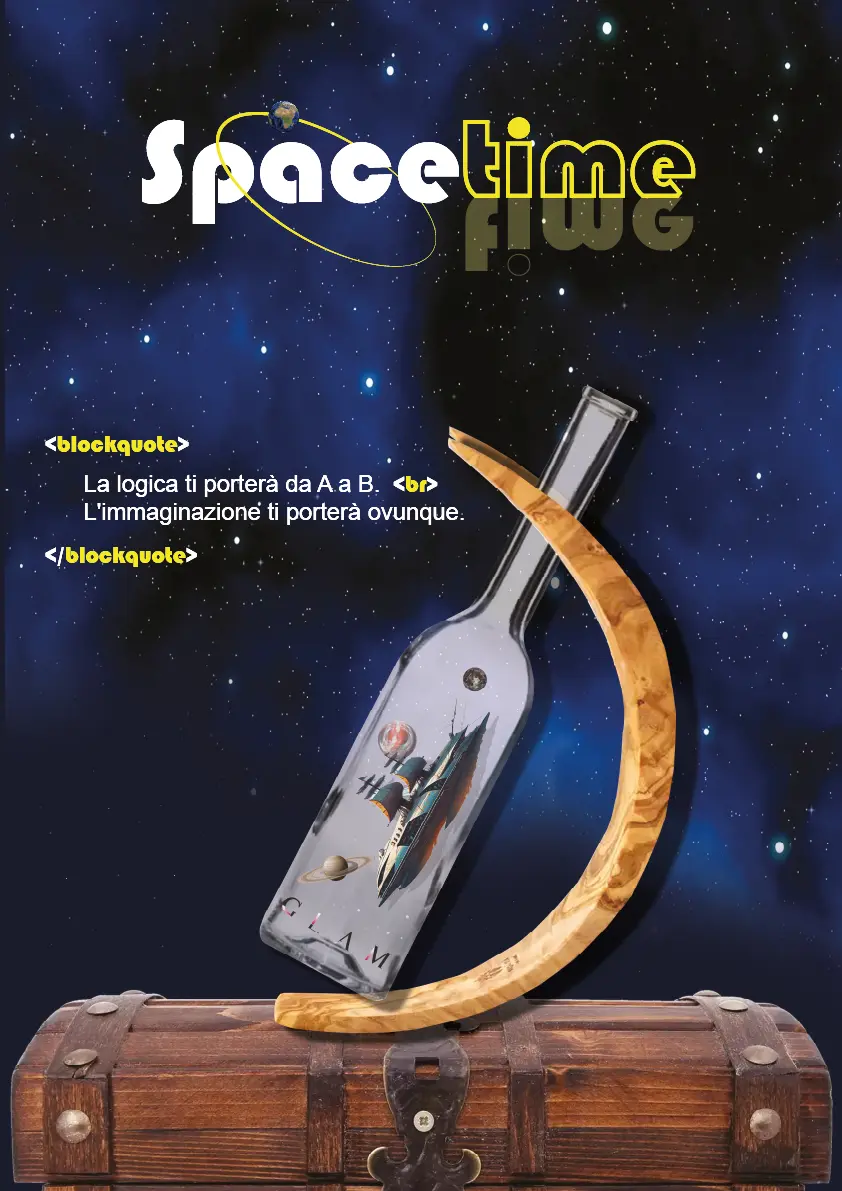 Spacetime
<blockquote>
La logica ti porterà da A a B. <br>
L'immaginazione ti porterà ovunque.
</blockquote>
GLAM